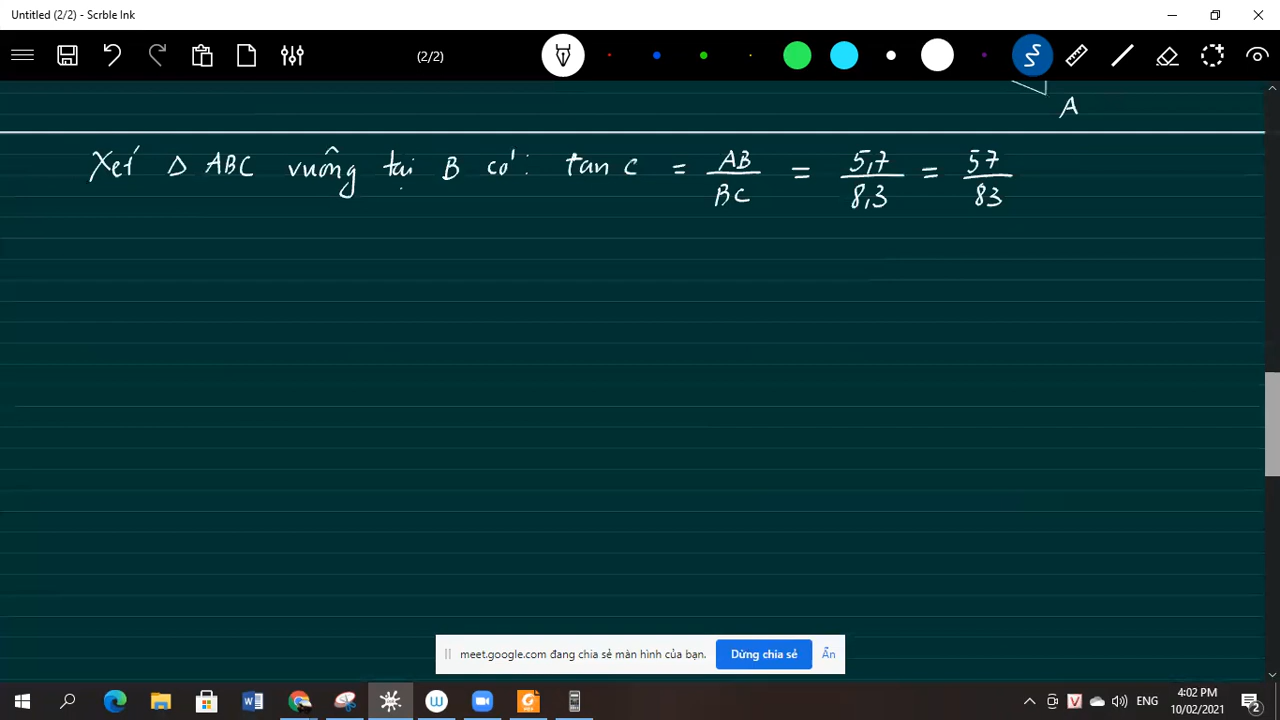 Untitled (2/2) - Scrble Ink
(2/2)
A
Xét Δ ABC vuông tại B có: tan C = AB/BC = 5,7/8,3 = 57/83
meet.google.com đang chia sẻ màn hình của bạn. Dừng chia sẻ Ẩn
ENG 4:02 PM
10/02/2021